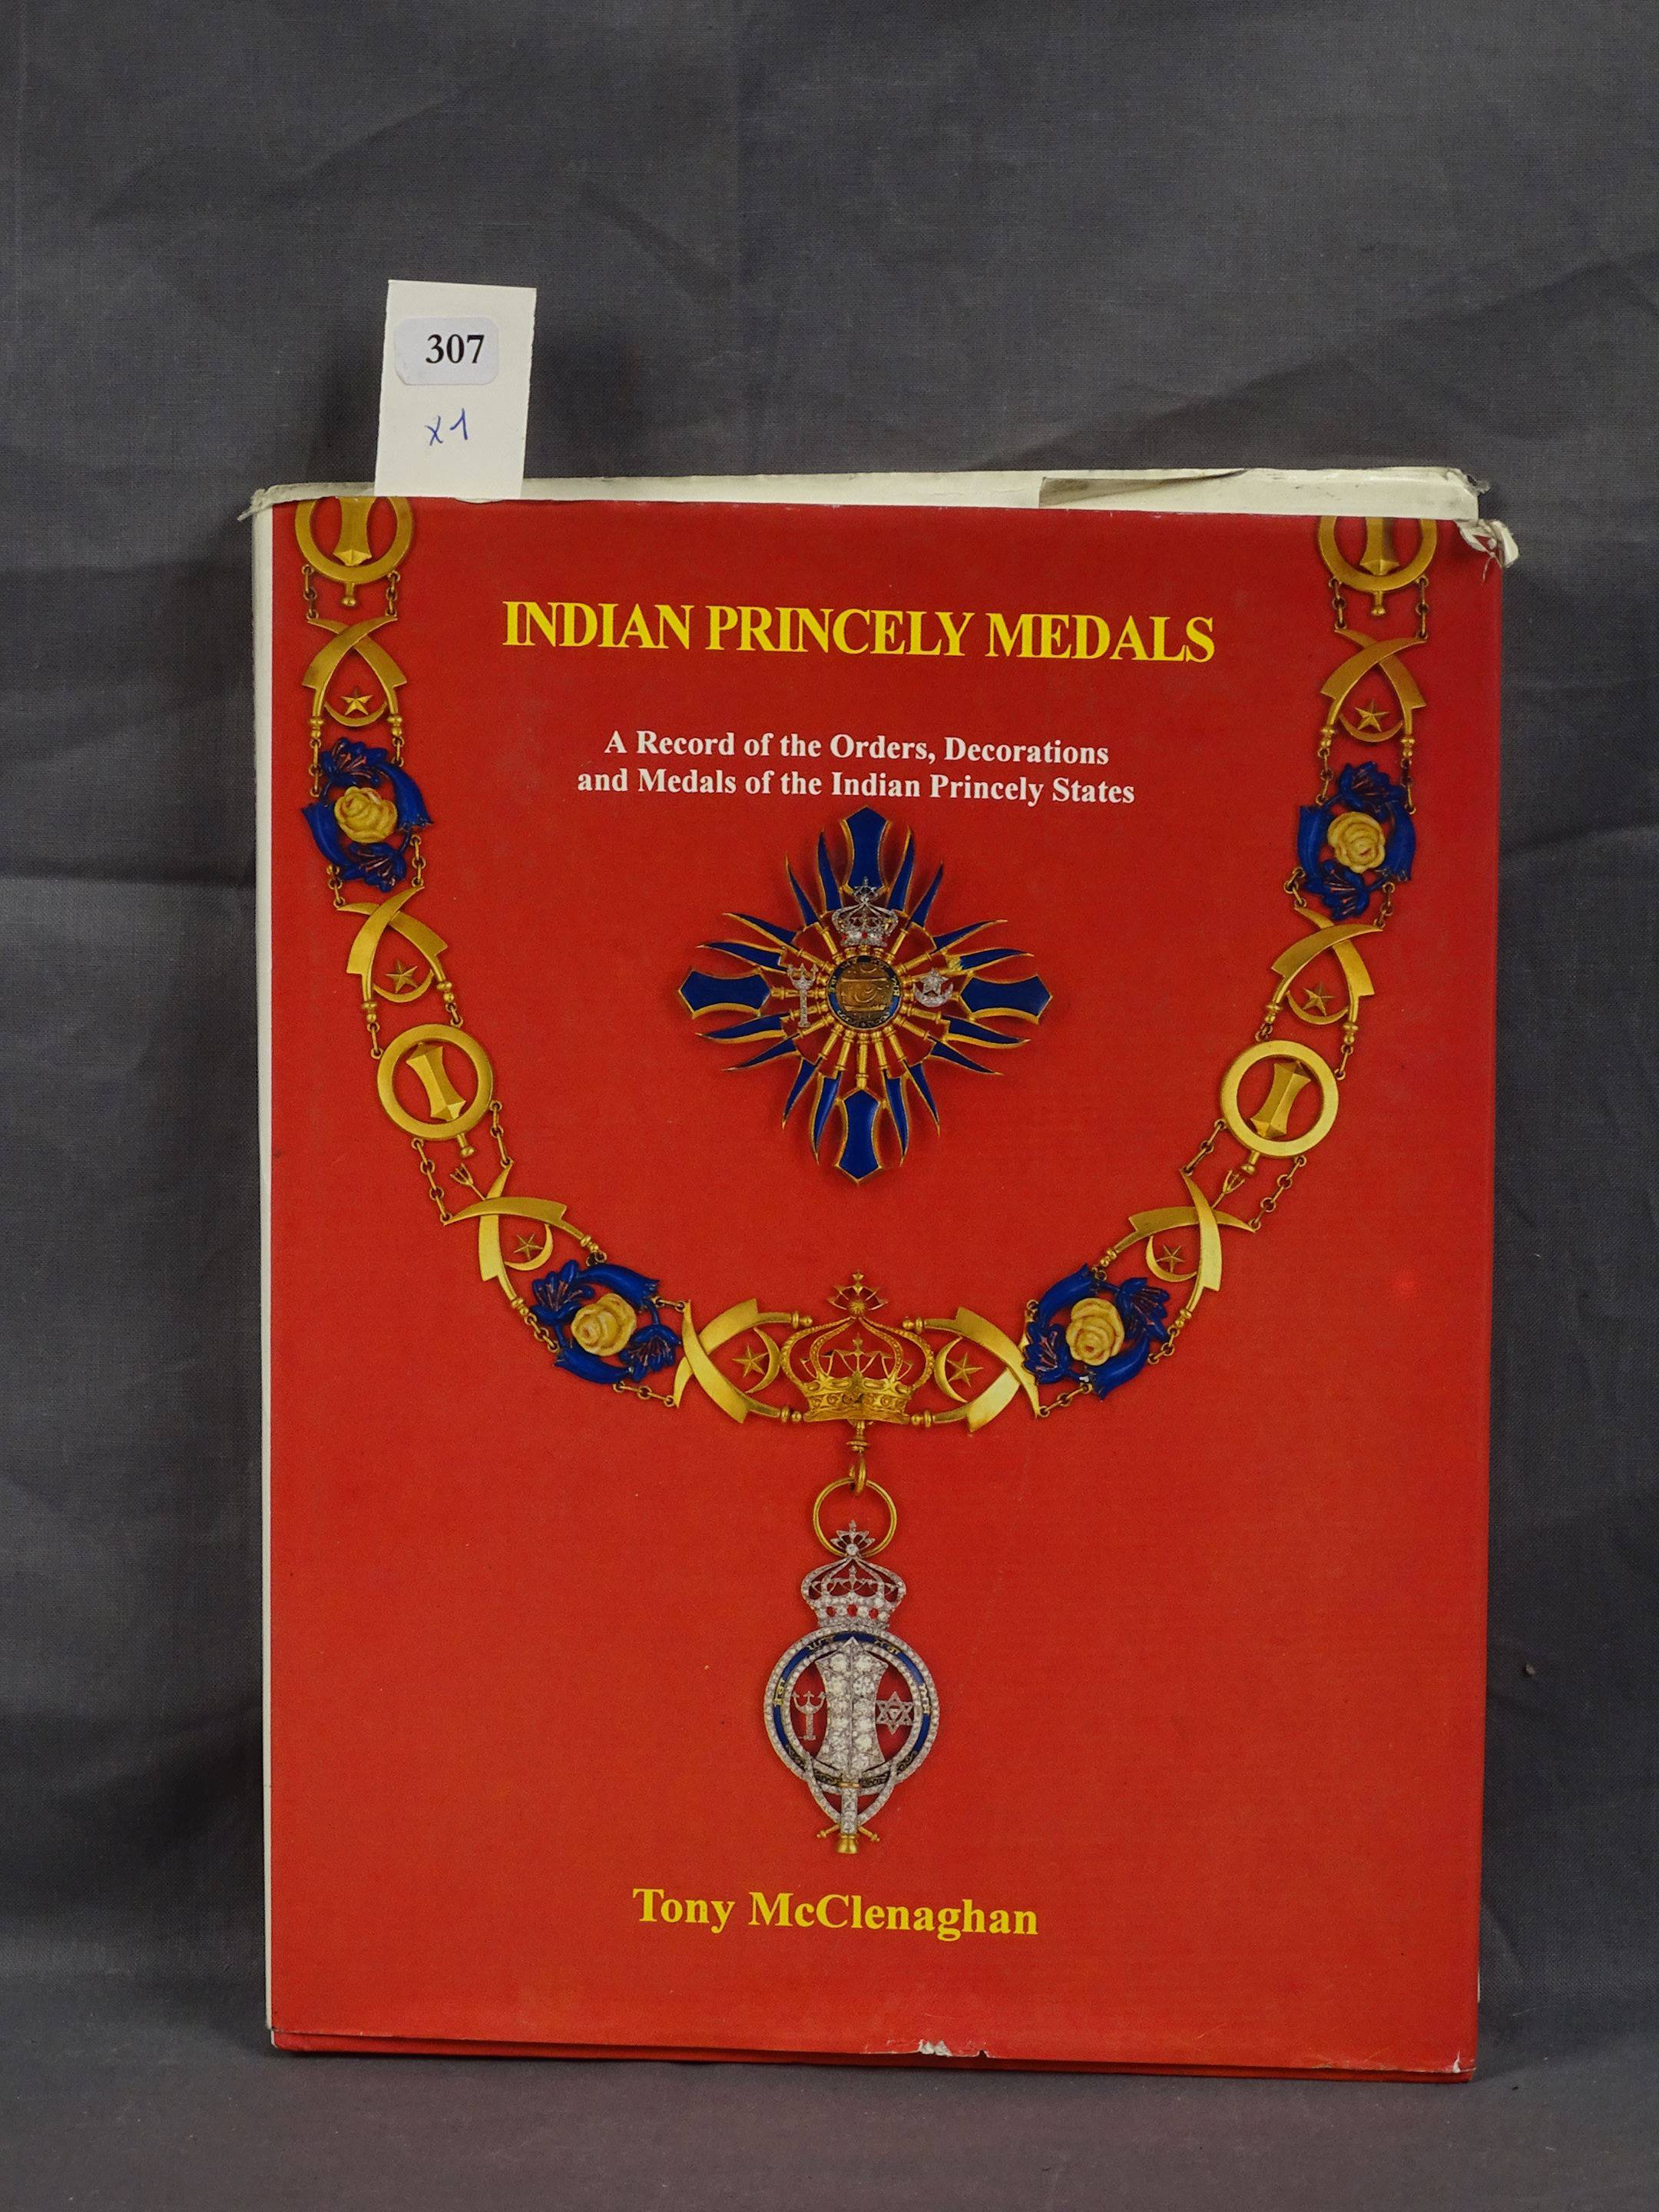 307
x1
INDIAN PRINCELY MEDALS
A Record of the Orders, Decorations
and Medals of the Indian Princely States
Tony McClenaghan